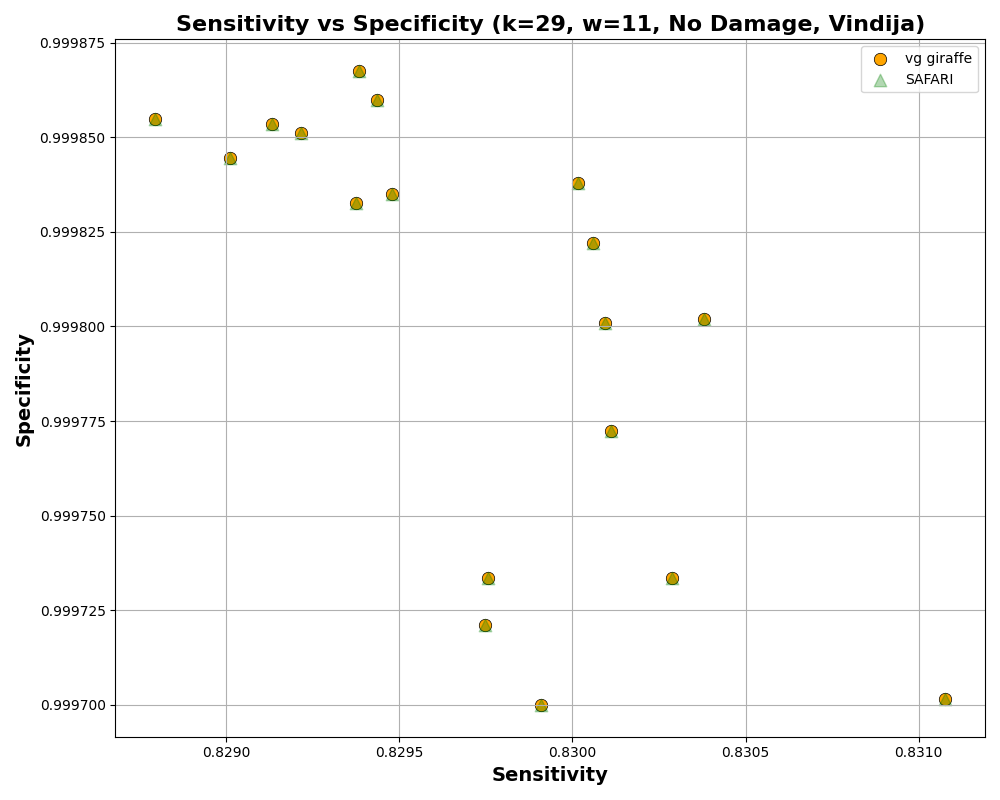 Sensitivity vs Specificity (k=29, w=11, No Damage, Vindija)
vg giraffe
SAFARI
0.999875
0.999850
0.999825
0.999800
0.999775
0.999750
0.999725
0.999700
Specificity
0.8290
0.8295
0.8300
0.8305
0.8310
Sensitivity